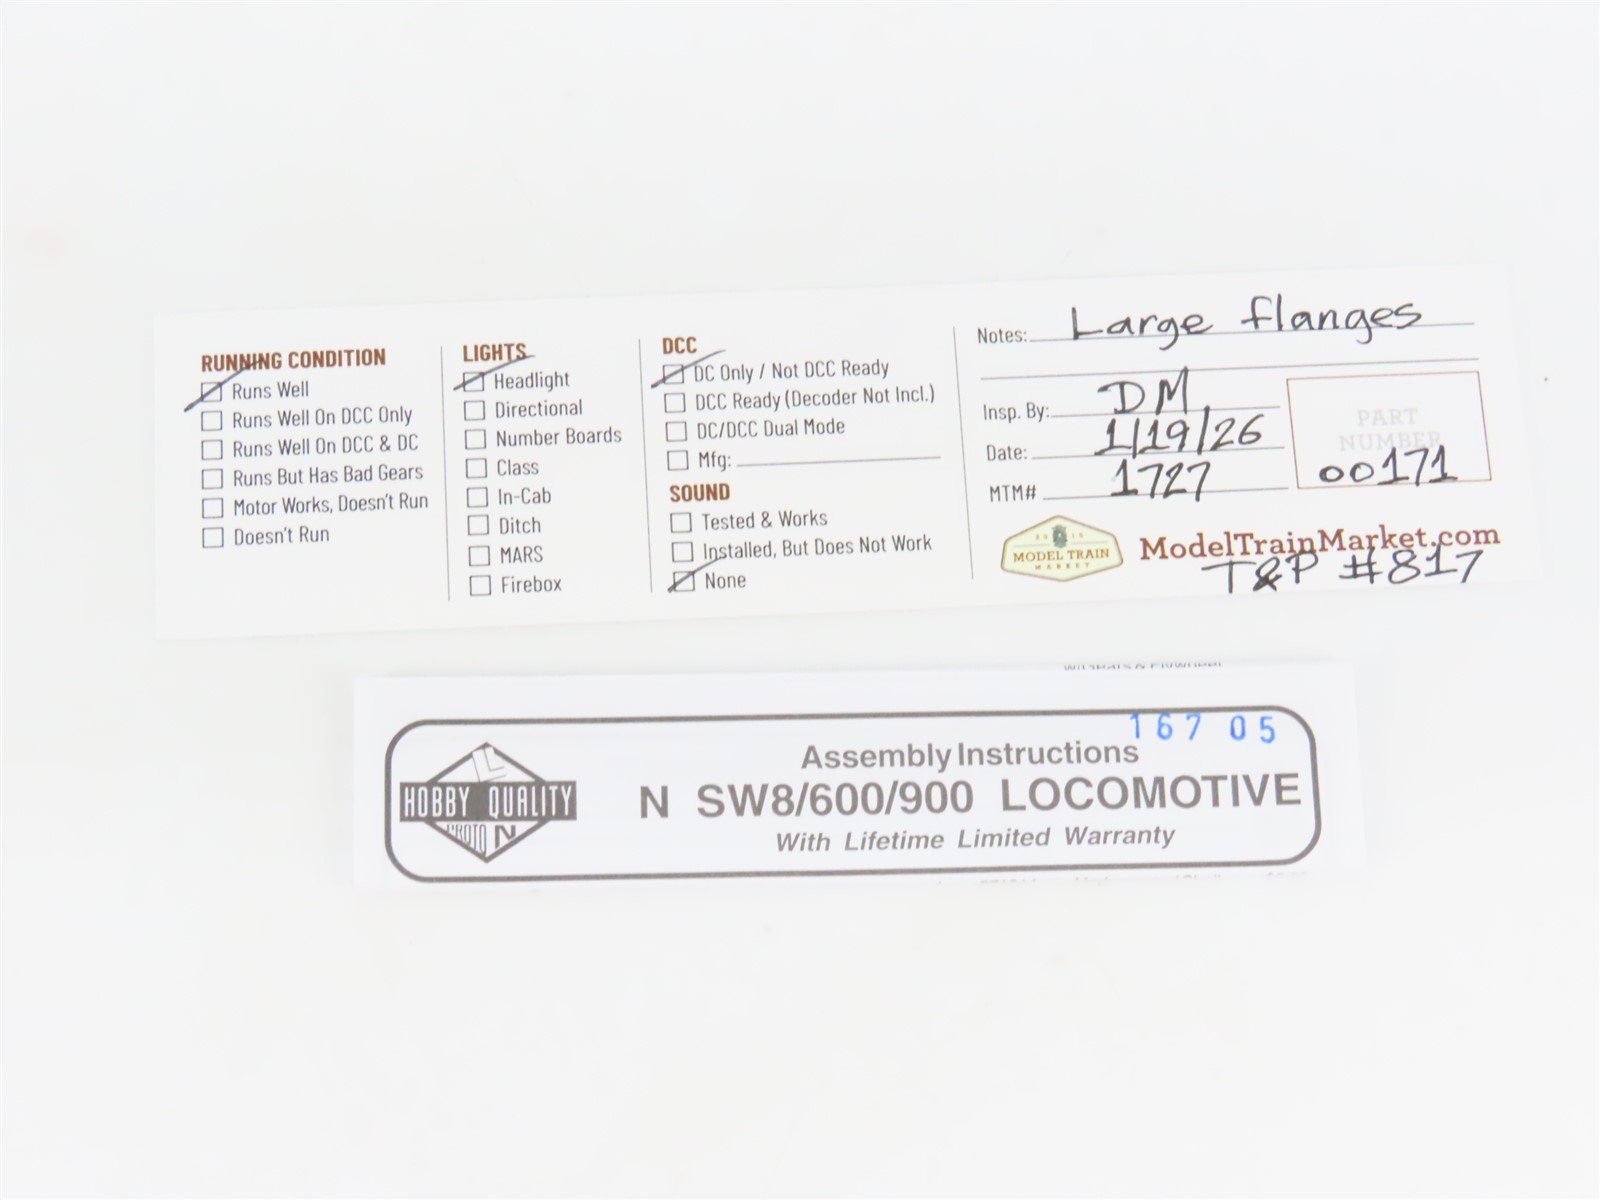 RUNNING CONDITION
Runs Well
Runs Well On DCC Only
Runs Well On DCC & DC
Runs But Has Bad Gears
Motor Works, Doesn't Run
Doesn't Run
LIGHTS
Headlight
Directional
Number Boards
Class
In-Cab
Ditch
MARS
Firebox
DCC
DC Only / Not DCC Ready
DCC Ready (Decoder Not Incl.)
DC/DCC Dual Mode
Mfg:
SOUND
Tested & Works
Installed, But Does Not Work
None
Notes: Large flanges
Insp. By: DM
Date: 1/19/26
MTM# 1727
PART
NUMBER
00171
2015
MODEL TRAIN
MARKET
ModelTrainMarket.com
T&P #817
16705
Assembly Instructions
HOBBY QUALITY
PROTO N
N SW8/600/900 LOCOMOTIVE
With Lifetime Limited Warranty